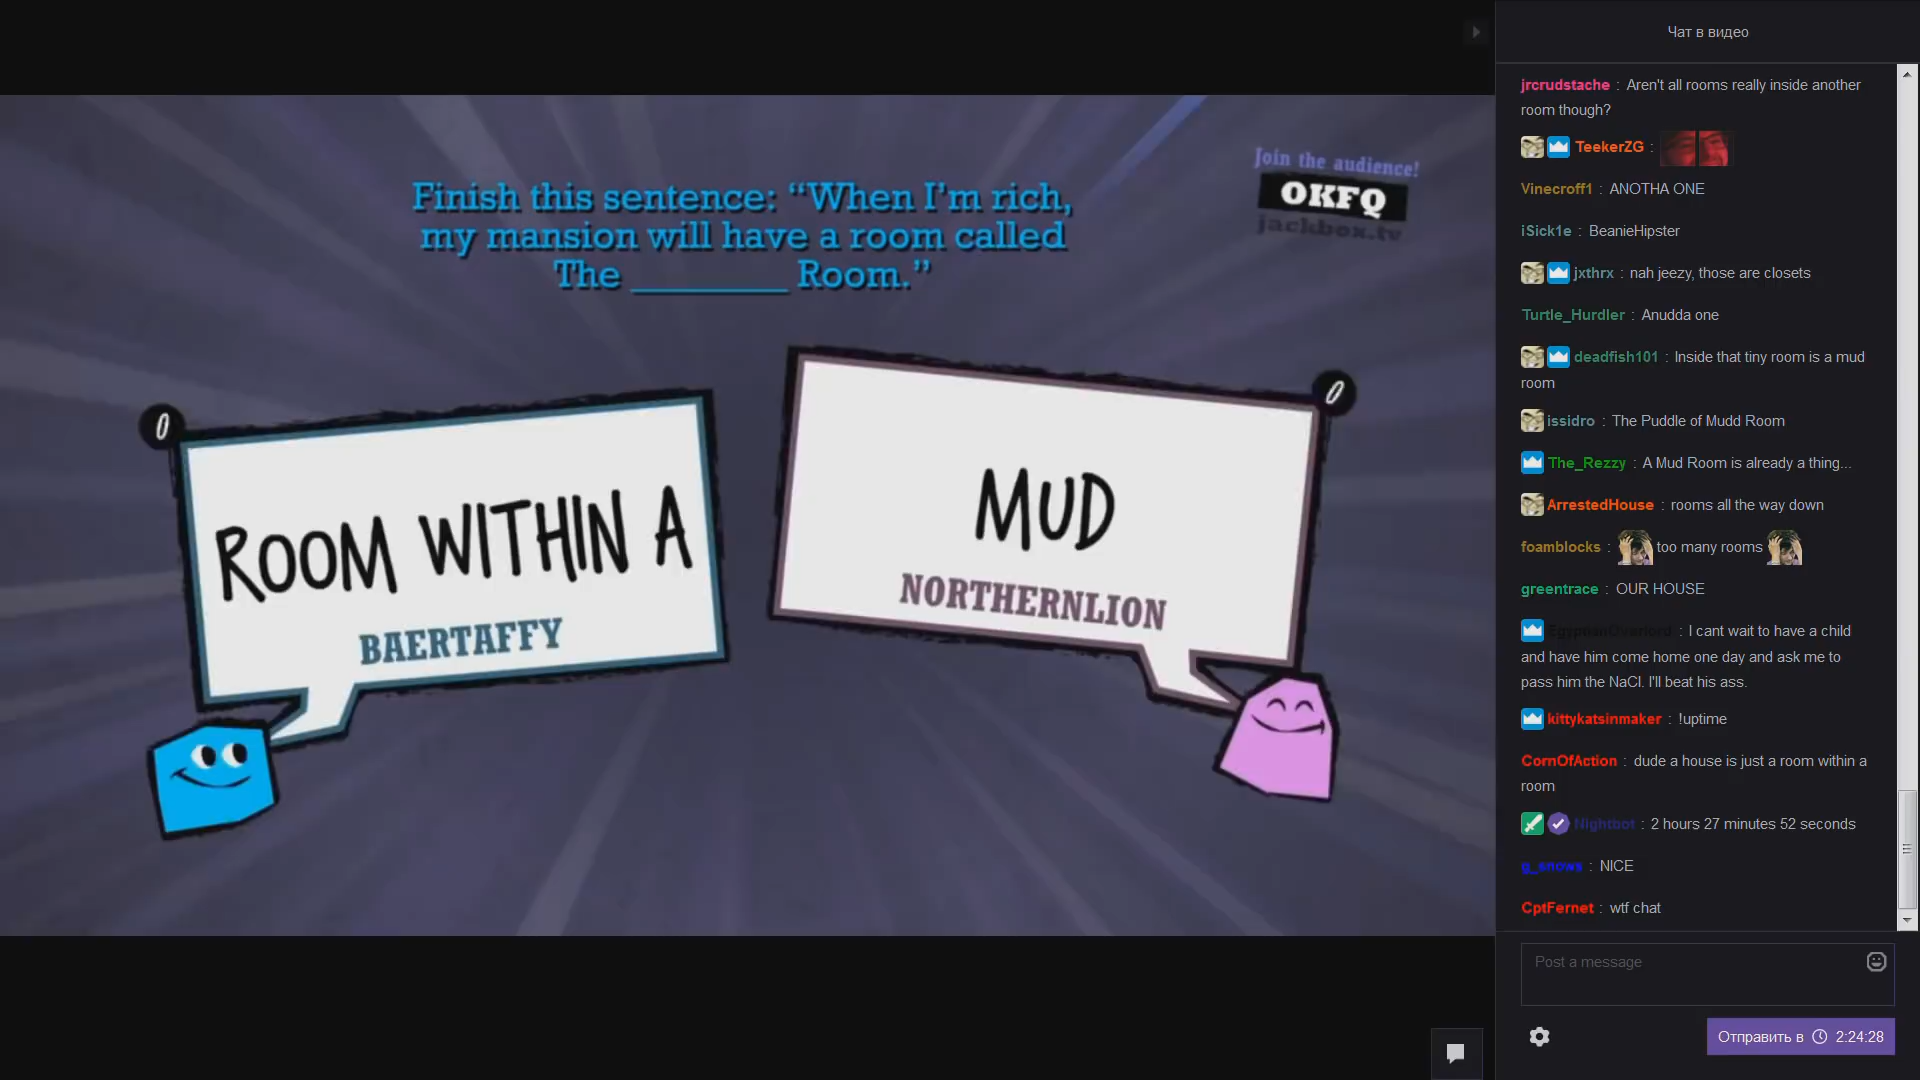 Finish this sentence: “When I’m rich,
my mansion will have a room called
The ________ Room.”
Join the audience!
OKFQ
jackbox.tv
0
ROOM WITHIN A
BAERTAFFY
0
MUD
NORTHERNLION
Чат в видео
jrcrudstache : Aren't all rooms really inside another
room though?
TeekerZG :
Vinecroff1 : ANOTHA ONE
iSick1e : BeanieHipster
jxthrx : nah jeezy, those are closets
Turtle_Hurdler : Anudda one
deadfish101 : Inside that tiny room is a mud
room
issidro : The Puddle of Mudd Room
The_Rezzy : A Mud Room is already a thing...
ArrestedHouse : rooms all the way down
foamblocks : too many rooms
greentrace : OUR HOUSE
EgyptianOverlord : I cant wait to have a child
and have him come home one day and ask me to
pass him the NaCl. I'll beat his ass.
kittykatsinmaker : !uptime
CornOfAction : dude a house is just a room within a
room
Nightbot : 2 hours 27 minutes 52 seconds
g_snows : NICE
CptFernet : wtf chat
Post a message
Отправить в 2:24:28